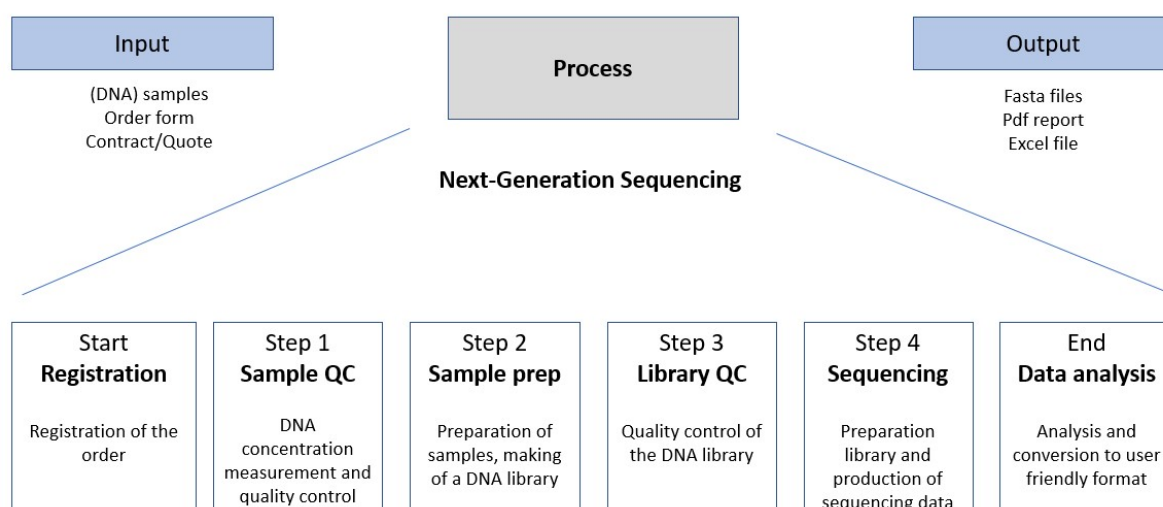 Input
(DNA) samples
Order form
Contract/Quote
Process
Next-Generation Sequencing
Output
Fasta files
Pdf report
Excel file
Start
Registration
Registration of the
order
Step 1
Sample QC
DNA
concentration
measurement and
quality control
Step 2
Sample prep
Preparation of
samples, making
of a DNA library
Step 3
Library QC
Quality control of
the DNA library
Step 4
Sequencing
Preparation
library and
production of
sequencing data
End
Data analysis
Analysis and
conversion to user
friendly format